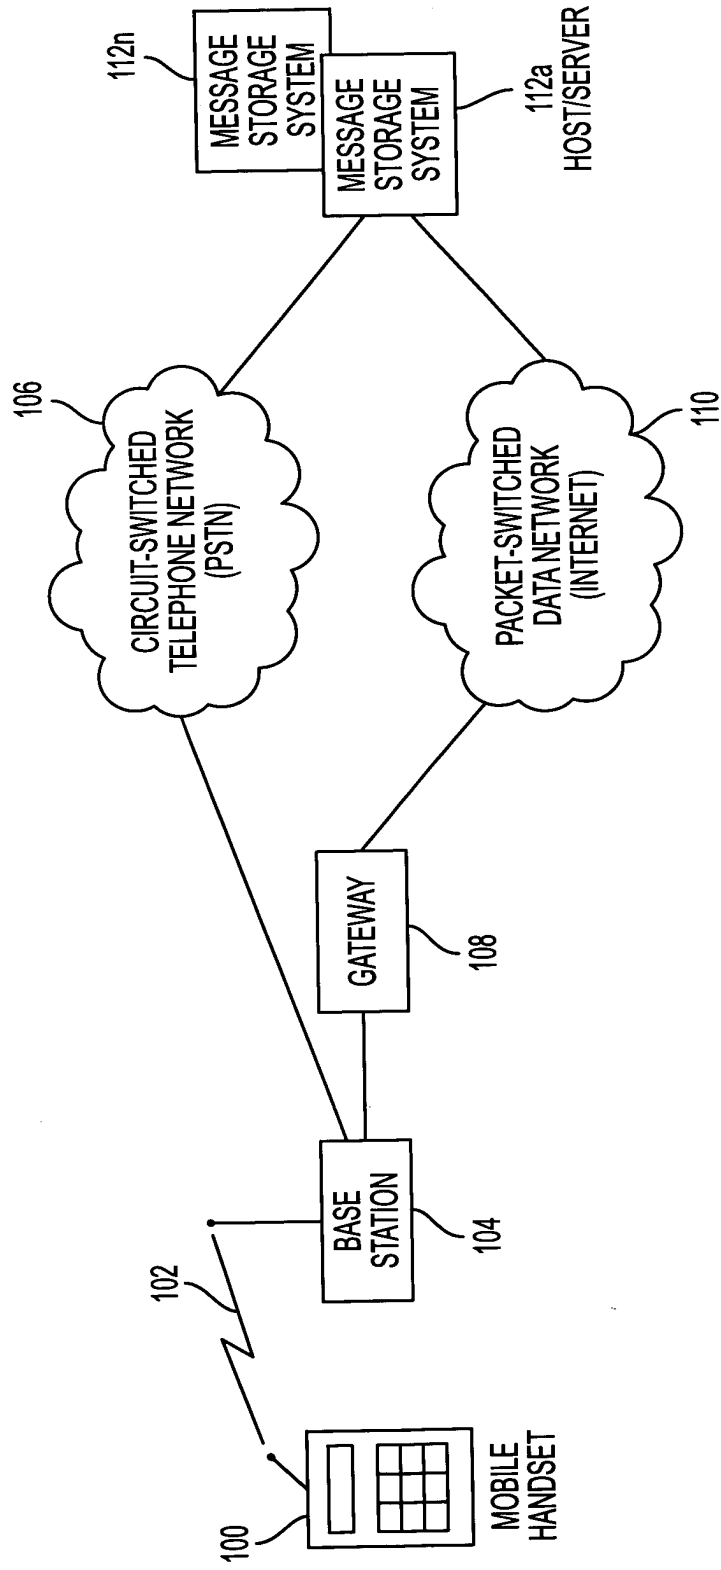 100
MOBILE
HANDSET
102
BASE
STATION
104
GATEWAY
108
106
CIRCUIT-SWITCHED
TELEPHONE NETWORK
(PSTN)
PACKET-SWITCHED
DATA NETWORK
(INTERNET)
110
112n
MESSAGE
STORAGE
SYSTEM
MESSAGE
STORAGE
SYSTEM
112a
HOST/SERVER